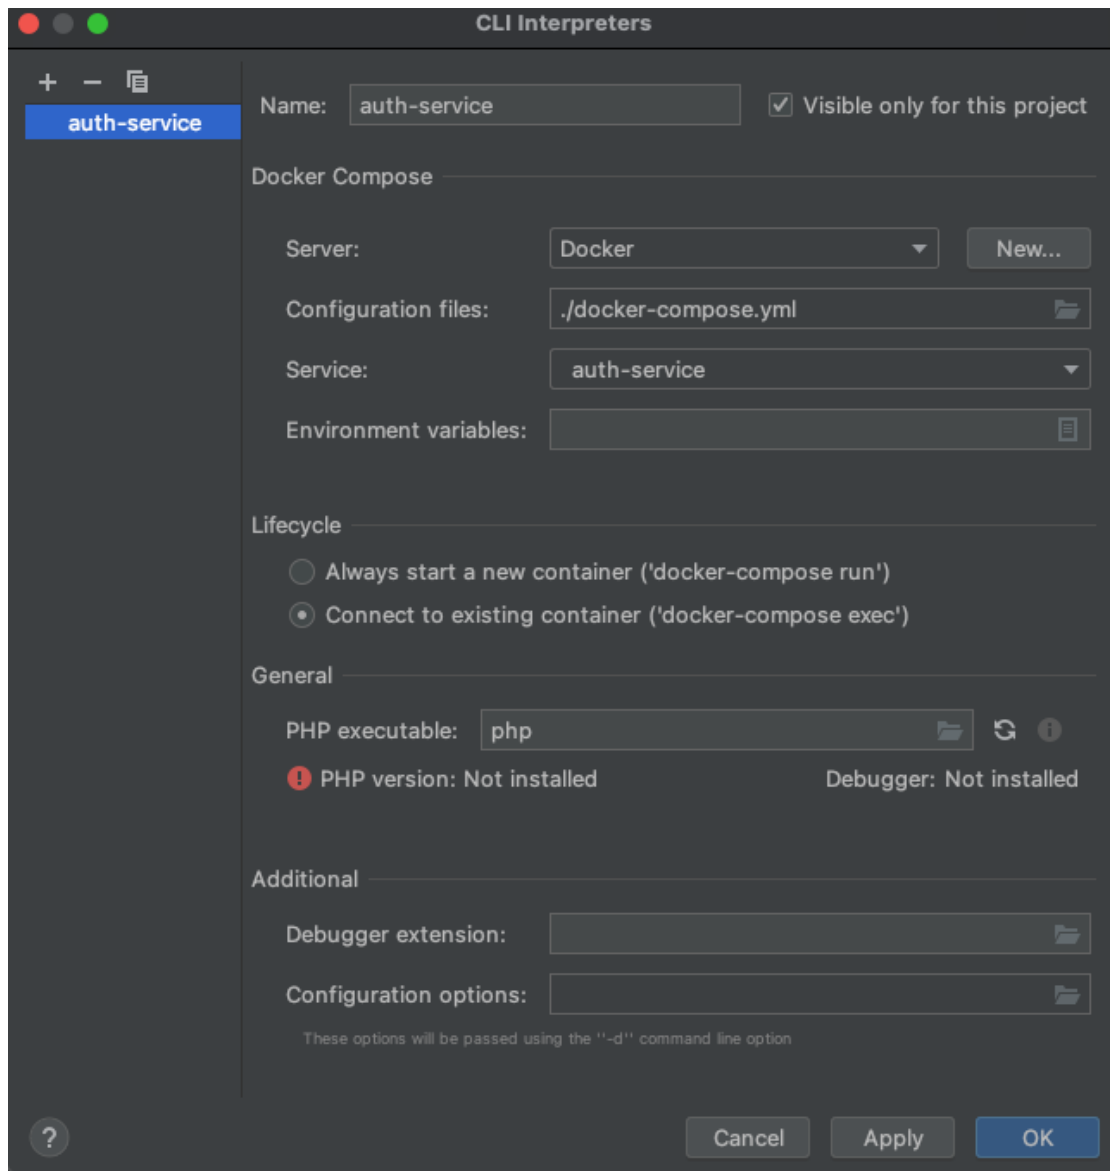 CLI Interpreters
auth-service
Name: auth-service Visible only for this project
Docker Compose
Server: Docker New...
Configuration files: ./docker-compose.yml
Service: auth-service
Environment variables:
Lifecycle
Always start a new container ('docker-compose run')
Connect to existing container ('docker-compose exec')
General
PHP executable: php
PHP version: Not installed Debugger: Not installed
Additional
Debugger extension:
Configuration options:
These options will be passed using the ''-d'' command line option
? Cancel Apply OK